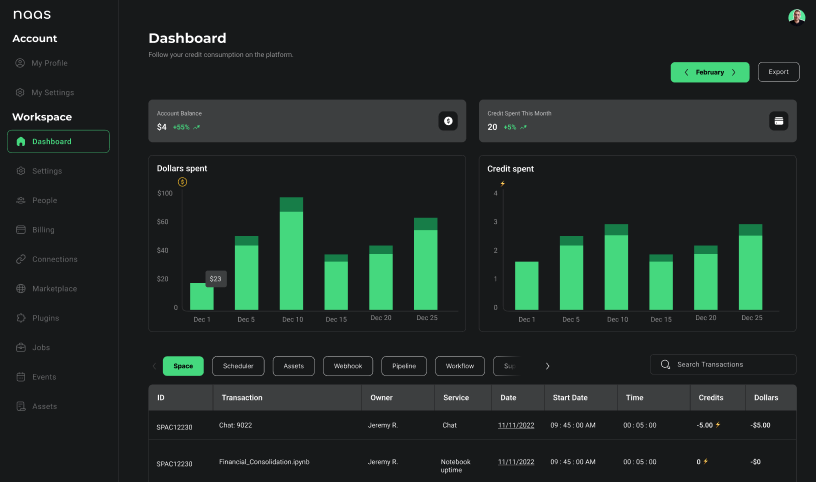 naas
Account
My Profile
My Settings
Workspace
Dashboard
Settings
People
Billing
Connections
Marketplace
Plugins
Jobs
Events
Assets
Dashboard
Follow your credit consumption on the platform.
February
Export
Account Balance
$4 +55%
Credit Spent This Month
20 +5%
Dollars spent
$100
$60
$40
$20
0
$23
Dec 1 Dec 5 Dec 10 Dec 15 Dec 20 Dec 25
Credit spent
4
3
2
1
0
Dec 1 Dec 5 Dec 10 Dec 15 Dec 20 Dec 25
Space Scheduler Assets Webhook Pipeline Workflow
Search Transactions
ID Transaction Owner Service Date Start Date Time Credits Dollars
SPAC12230 Chat: 9022 Jeremy R. Chat 11/11/2022 09 : 45 : 00 AM 00 : 05 : 00 -5.00 -$5.00
SPAC12230 Financial_Consolidation.ipynb Jeremy R. Notebook uptime 11/11/2022 09 : 45 : 00 AM 00 : 05 : 00 0 -$0